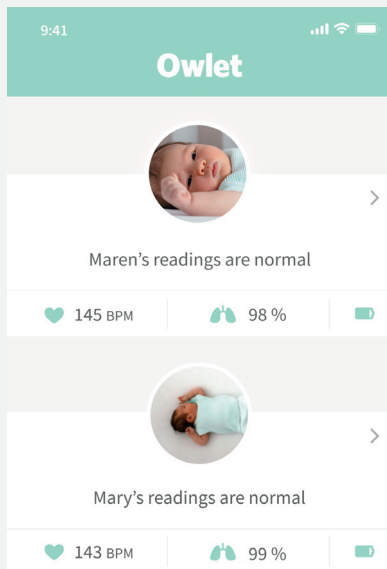 9:41
Owlet
Maren’s readings are normal
145 BPM 98 %
Mary’s readings are normal
143 BPM 99 %